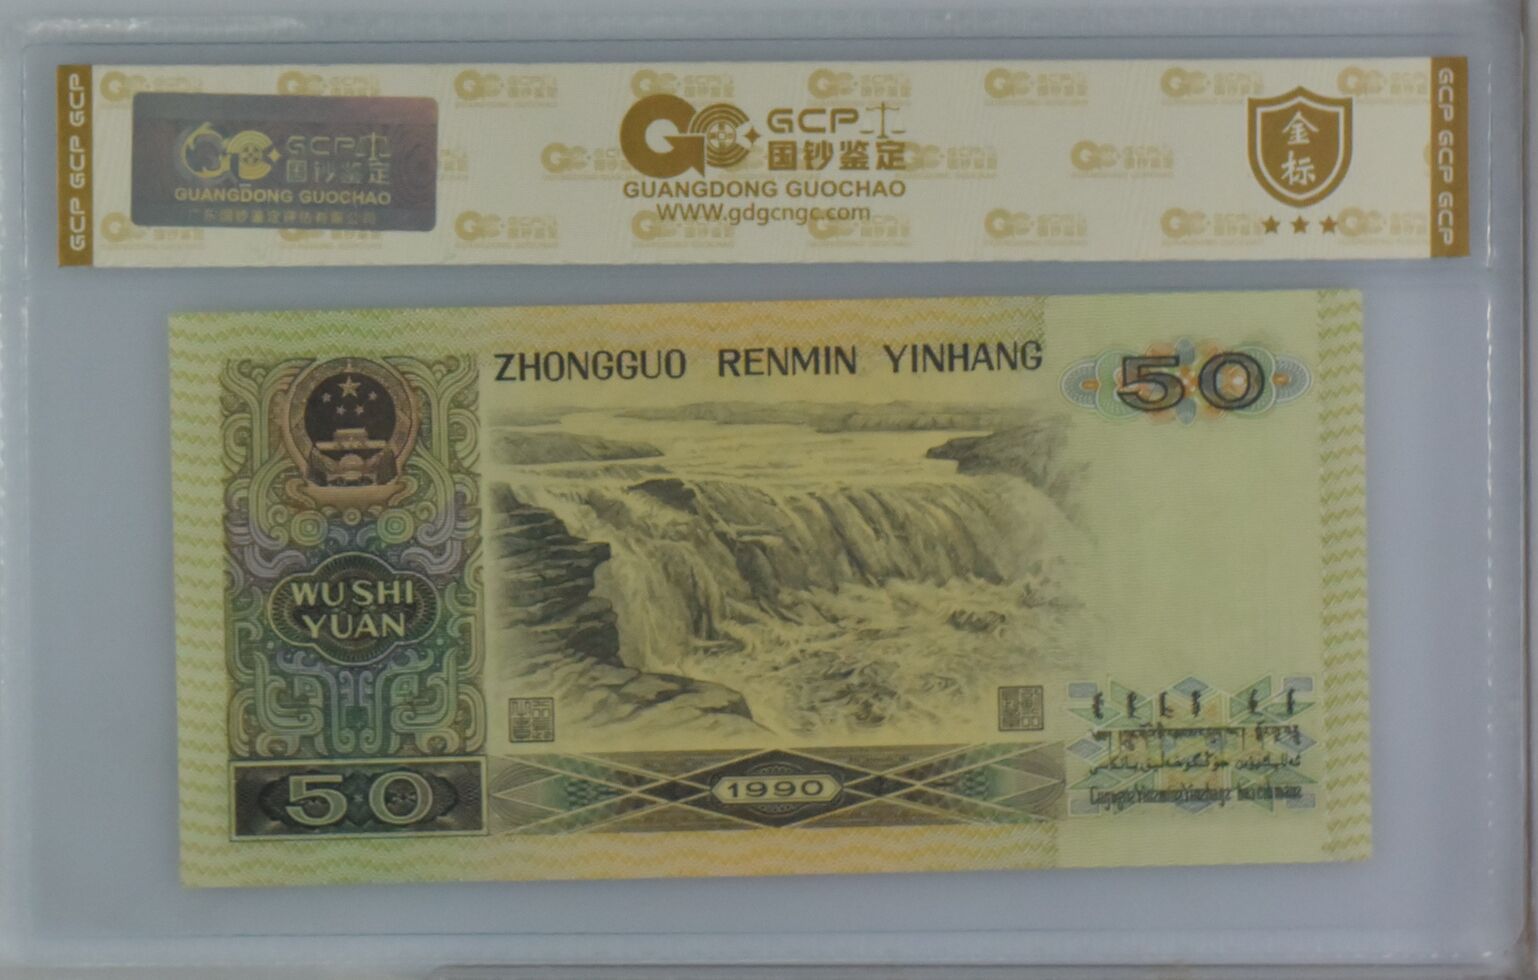 GCP GCP GCP
GCP
国钞鉴定
GUANGDONG GUOCHAO
广东国钞鉴定评估有限公司
GCP
国钞鉴定
GUANGDONG GUOCHAO
WWW.gdgcngc.com
金标
GCP GCP GCP
ZHONGGUO RENMIN YINHANG
50
WU SHI
YUAN
50
1990